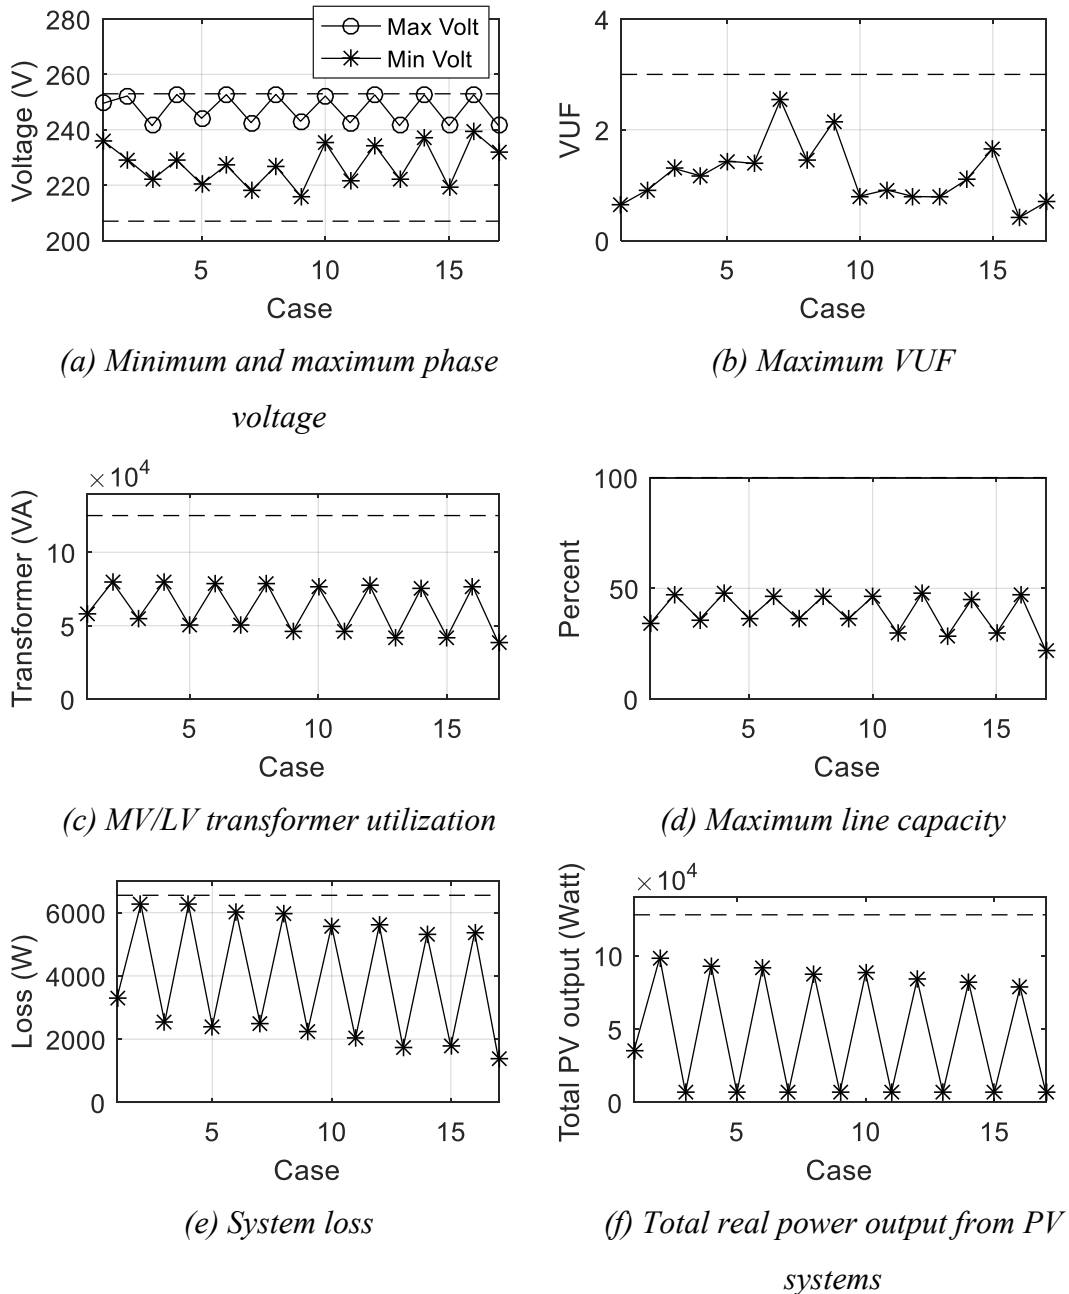 280
260
240
220
200
Voltage (V)
Max Volt
Min Volt
5
10
15
Case
(a) Minimum and maximum phase
voltage
4
2
0
VUF
5
10
15
Case
(b) Maximum VUF
×10⁴
10
5
0
Transformer (VA)
5
10
15
Case
(c) MV/LV transformer utilization
100
50
0
Percent
5
10
15
Case
(d) Maximum line capacity
6000
4000
2000
0
Loss (W)
5
10
15
Case
(e) System loss
×10⁴
10
5
0
Total PV output (Watt)
5
10
15
Case
(f) Total real power output from PV
systems